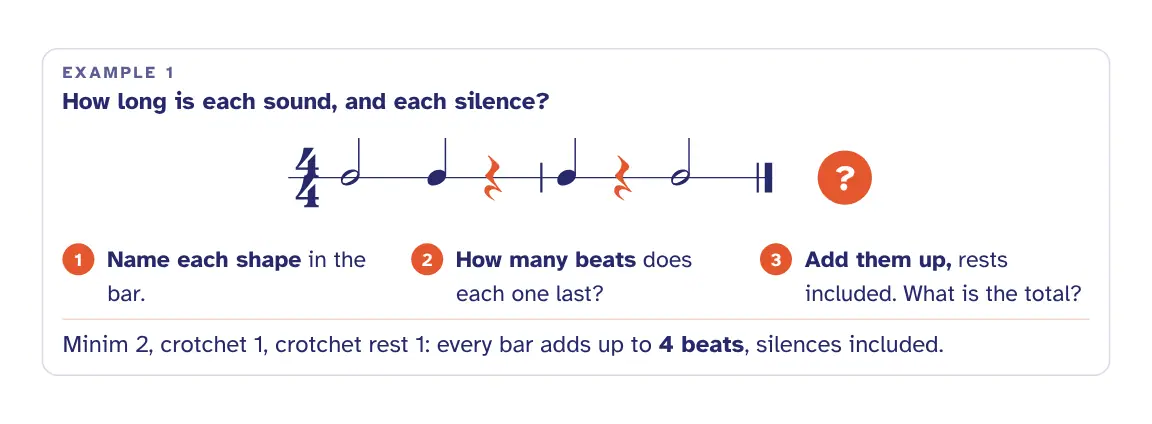 EXAMPLE 1
How long is each sound, and each silence?
4
4
?
1 Name each shape in the
bar.
2 How many beats does
each one last?
3 Add them up, rests
included. What is the total?
Minim 2, crotchet 1, crotchet rest 1: every bar adds up to 4 beats, silences included.